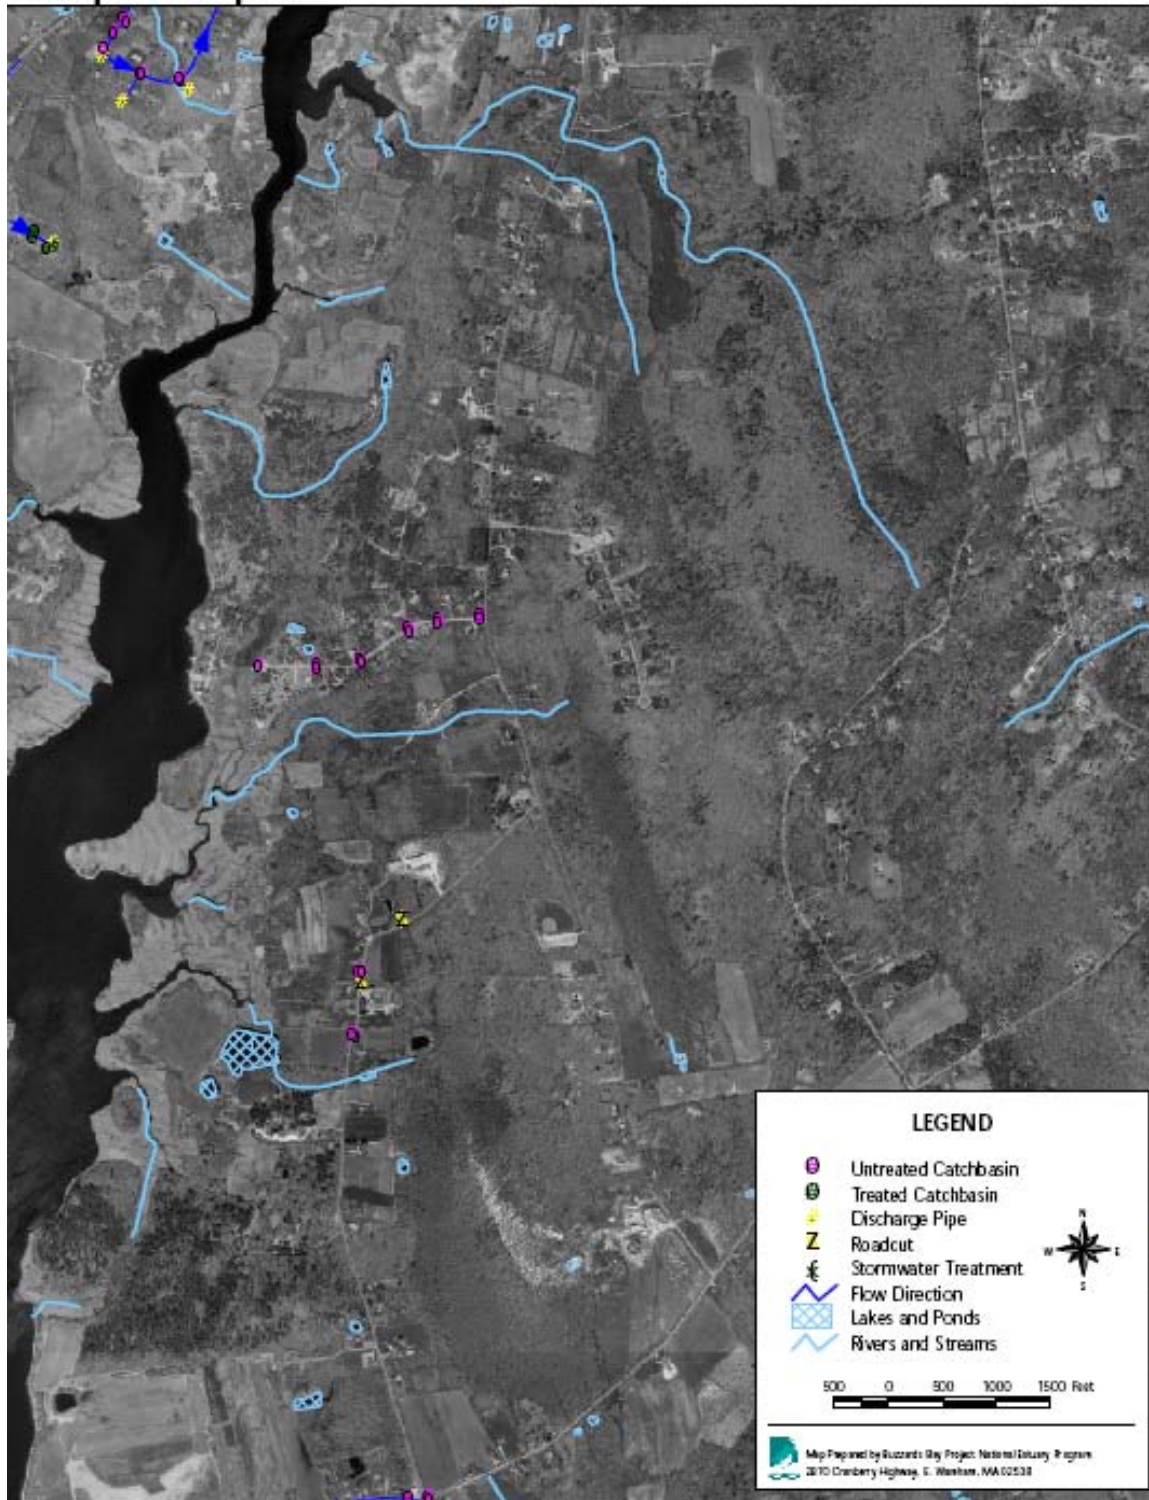 LEGEND
Untreated Catchbasin
Treated Catchbasin
Discharge Pipe
Roadcut
Stormwater Treatment
Flow Direction
Lakes and Ponds
Rivers and Streams
N
W E
S
500 0 500 1000 1500 Feet
Map Prepared by Buzzards Bay Project National Estuary Program
2870 Cranberry Highway, E. Wareham, MA 02538